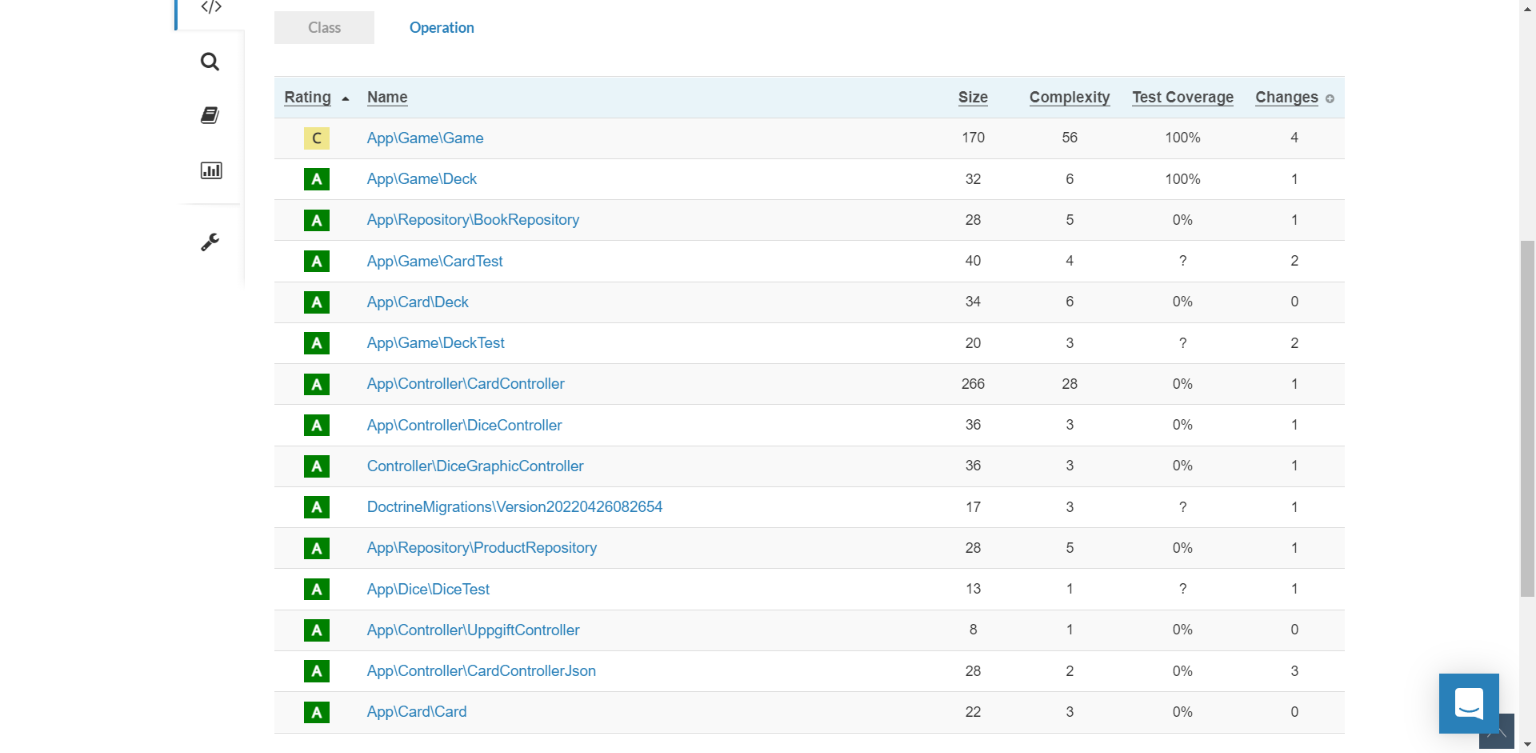 </>
Class Operation
Rating Name Size Complexity Test Coverage Changes
C App\Game\Game 170 56 100% 4
A App\Game\Deck 32 6 100% 1
A App\Repository\BookRepository 28 5 0% 1
A App\Game\CardTest 40 4 ? 2
A App\Card\Deck 34 6 0% 0
A App\Game\DeckTest 20 3 ? 2
A App\Controller\CardController 266 28 0% 1
A App\Controller\DiceController 36 3 0% 1
A Controller\DiceGraphicController 36 3 0% 1
A DoctrineMigrations\Version20220426082654 17 3 ? 1
A App\Repository\ProductRepository 28 5 0% 1
A App\Dice\DiceTest 13 1 ? 1
A App\Controller\UppgiftController 8 1 0% 0
A App\Controller\CardControllerJson 28 2 0% 3
A App\Card\Card 22 3 0% 0